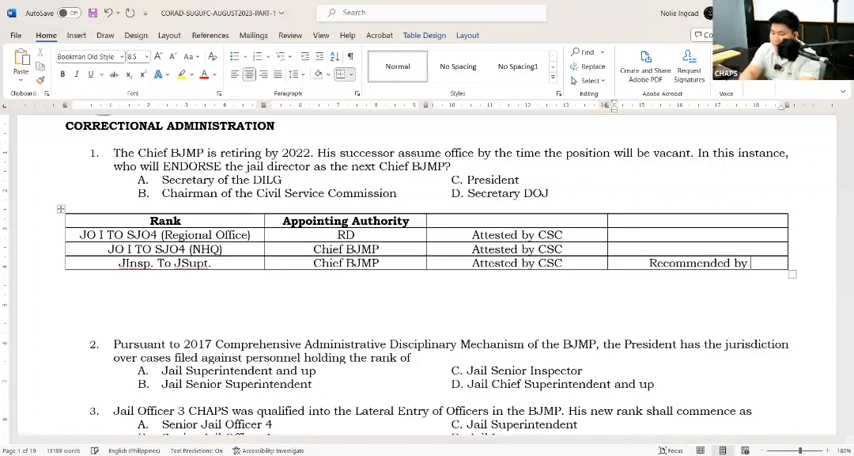 AutoSave Off CORAD-SUGUFC-AUGUST2023-PART-1 Search Nolie Ingcad
File Home Insert Draw Design Layout References Mailings Review View Help Acrobat Table Design Layout
Paste Bookman Old Style 8.5 Normal No Spacing No Spacing1 Find Replace Select Create and Share Adobe PDF Request Signatures
Clipboard Font Paragraph Styles Editing Adobe Acrobat
CHAPS
CORRECTIONAL ADMINISTRATION
1. The Chief BJMP is retiring by 2022. His successor assume office by the time the position will be vacant. In this instance,
who will ENDORSE the jail director as the next Chief BJMP?
A. Secretary of the DILG C. President
B. Chairman of the Civil Service Commission D. Secretary DOJ
Rank Appointing Authority
JO I TO SJO4 (Regional Office) RD Attested by CSC
JO I TO SJO4 (NHQ) Chief BJMP Attested by CSC
JInsp. To JSupt. Chief BJMP Attested by CSC Recommended by
2. Pursuant to 2017 Comprehensive Administrative Disciplinary Mechanism of the BJMP, the President has the jurisdiction
over cases filed against personnel holding the rank of
A. Jail Superintendent and up C. Jail Senior Inspector
B. Jail Senior Superintendent D. Jail Chief Superintendent and up
3. Jail Officer 3 CHAPS was qualified into the Lateral Entry of Officers in the BJMP. His new rank shall commence as
A. Senior Jail Officer 4 C. Jail Superintendent
Page 1 of 19 English (Philippines) Text Predictions: On Accessibility: Investigate Focus 180%